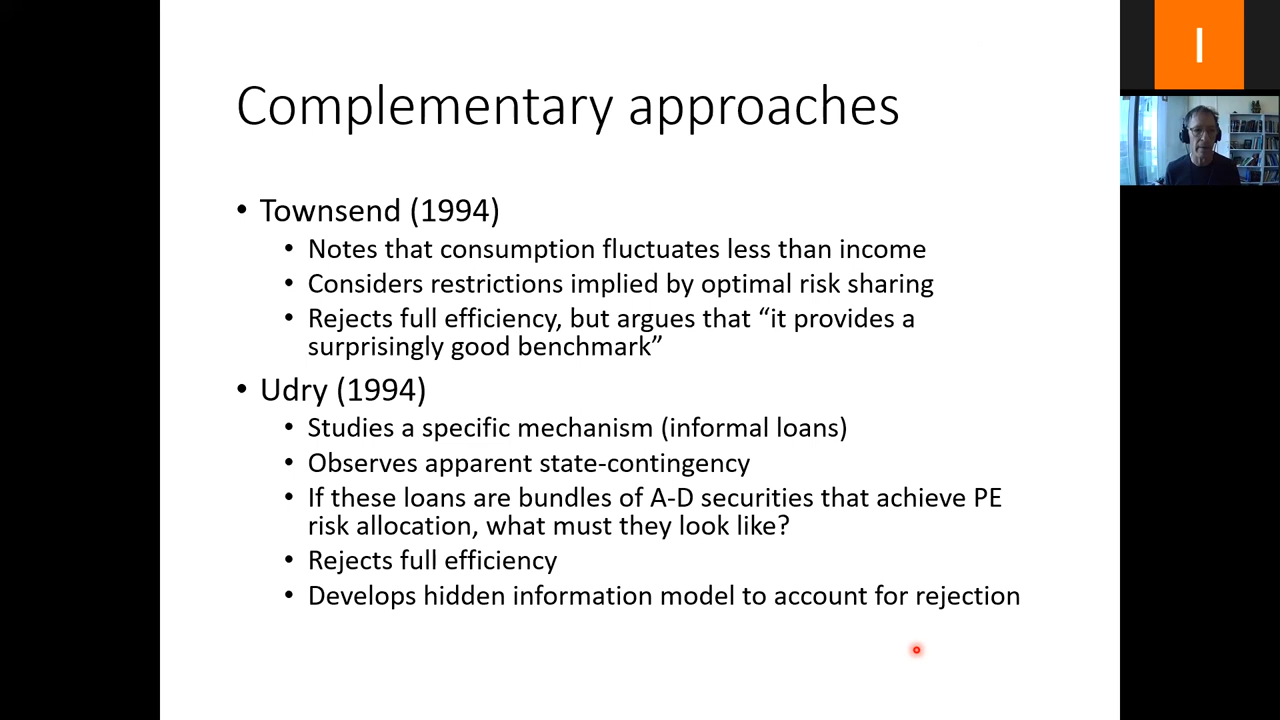 Complementary approaches
• Townsend (1994)
• Notes that consumption fluctuates less than income
• Considers restrictions implied by optimal risk sharing
• Rejects full efficiency, but argues that “it provides a
surprisingly good benchmark”
• Udry (1994)
• Studies a specific mechanism (informal loans)
• Observes apparent state-contingency
• If these loans are bundles of A-D securities that achieve PE
risk allocation, what must they look like?
• Rejects full efficiency
• Develops hidden information model to account for rejection
I